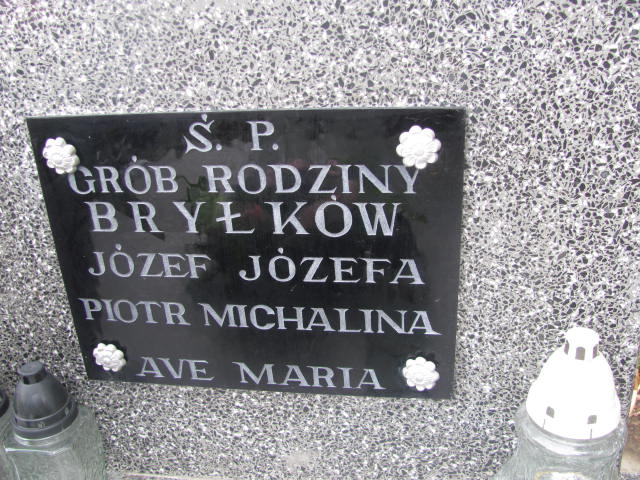 Ś. P.
GRÓB RODZINY
BRYŁKÓW
JÓZEF JÓZEFA
PIOTR MICHALINA
AVE MARIA